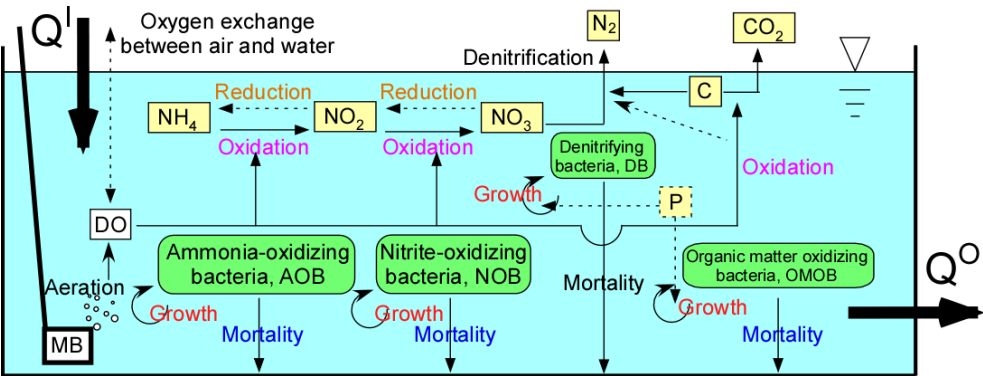 Q^I
Oxygen exchange
between air and water
N₂
CO₂
Denitrification
C
Reduction
Reduction
NH₄
NO₂
NO₃
Oxidation
Oxidation
Denitrifying
bacteria, DB
Oxidation
Growth
P
DO
Ammonia-oxidizing
bacteria, AOB
Nitrite-oxidizing
bacteria, NOB
Organic matter oxidizing
bacteria, OMOB
Q^O
Aeration
Mortality
Growth
Growth
Growth
MB
Mortality
Mortality
Mortality